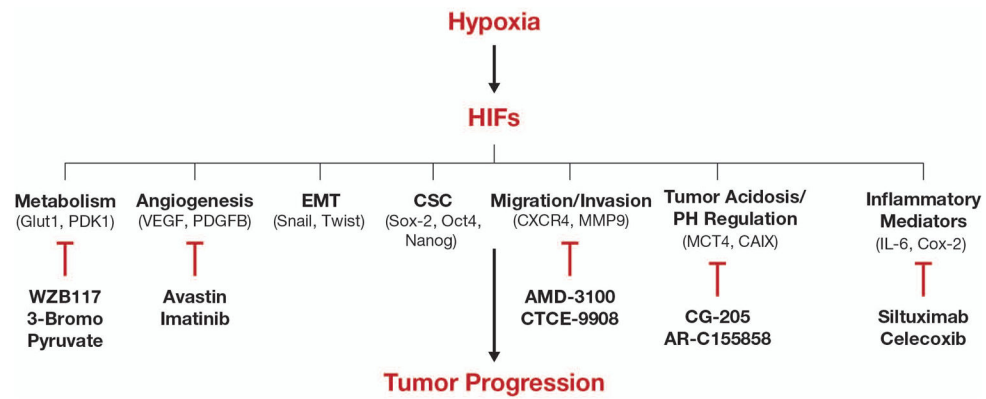 Hypoxia
HIFs
Metabolism
(Glut1, PDK1)
Angiogenesis
(VEGF, PDGFB)
EMT
(Snail, Twist)
CSC
(Sox-2, Oct4,
Nanog)
Migration/Invasion
(CXCR4, MMP9)
Tumor Acidosis/
PH Regulation
(MCT4, CAIX)
Inflammatory
Mediators
(IL-6, Cox-2)
WZB117
3-Bromo
Pyruvate
Avastin
Imatinib
AMD-3100
CTCE-9908
CG-205
AR-C155858
Siltuximab
Celecoxib
Tumor Progression